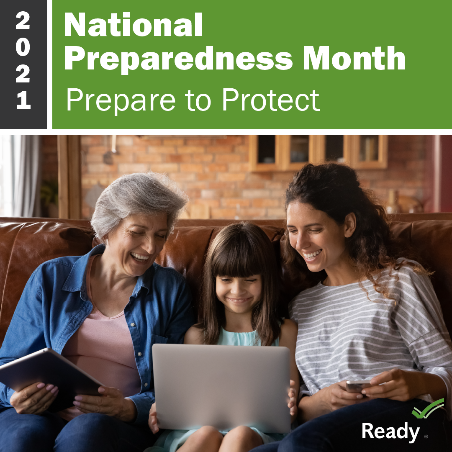 2021
National
Preparedness Month
Prepare to Protect
Ready